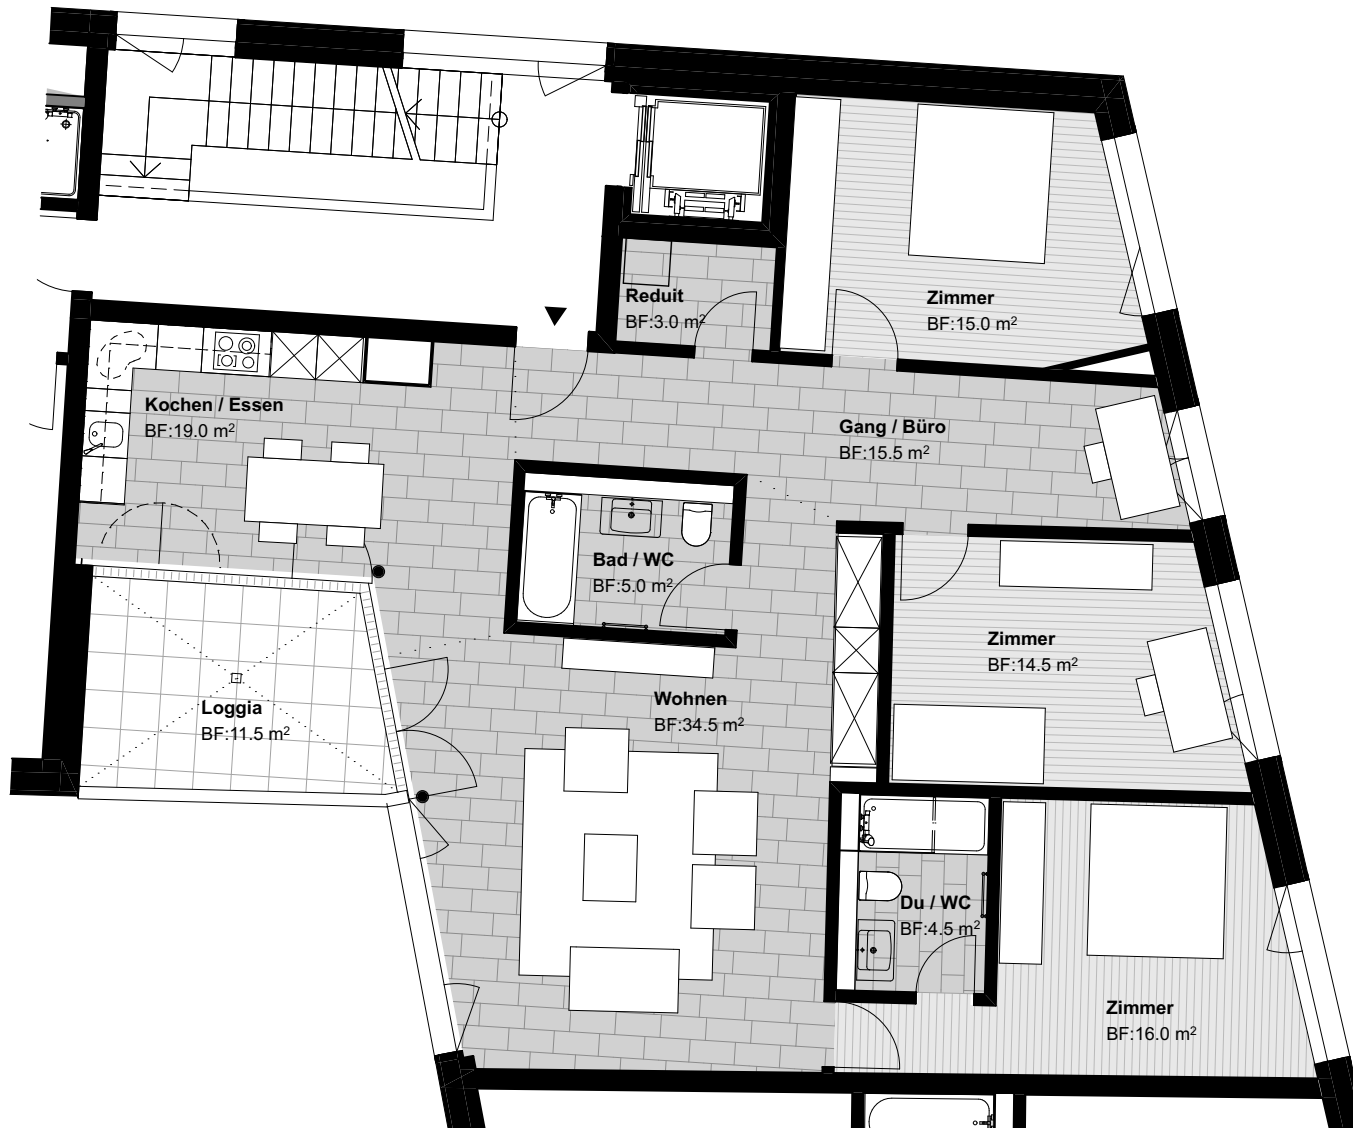 Reduit
BF:3.0 m²
Zimmer
BF:15.0 m²
Kochen / Essen
BF:19.0 m²
Gang / Büro
BF:15.5 m²
Bad / WC
BF:5.0 m²
Zimmer
BF:14.5 m²
Loggia
BF:11.5 m²
Wohnen
BF:34.5 m²
Du / WC
BF:4.5 m²
Zimmer
BF:16.0 m²